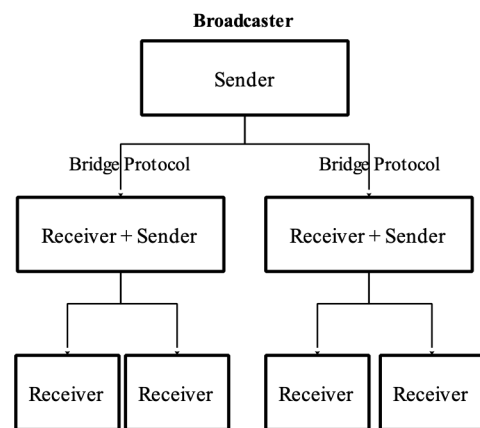 Broadcaster
Sender
Bridge Protocol
Bridge Protocol
Receiver + Sender
Receiver + Sender
Receiver
Receiver
Receiver
Receiver